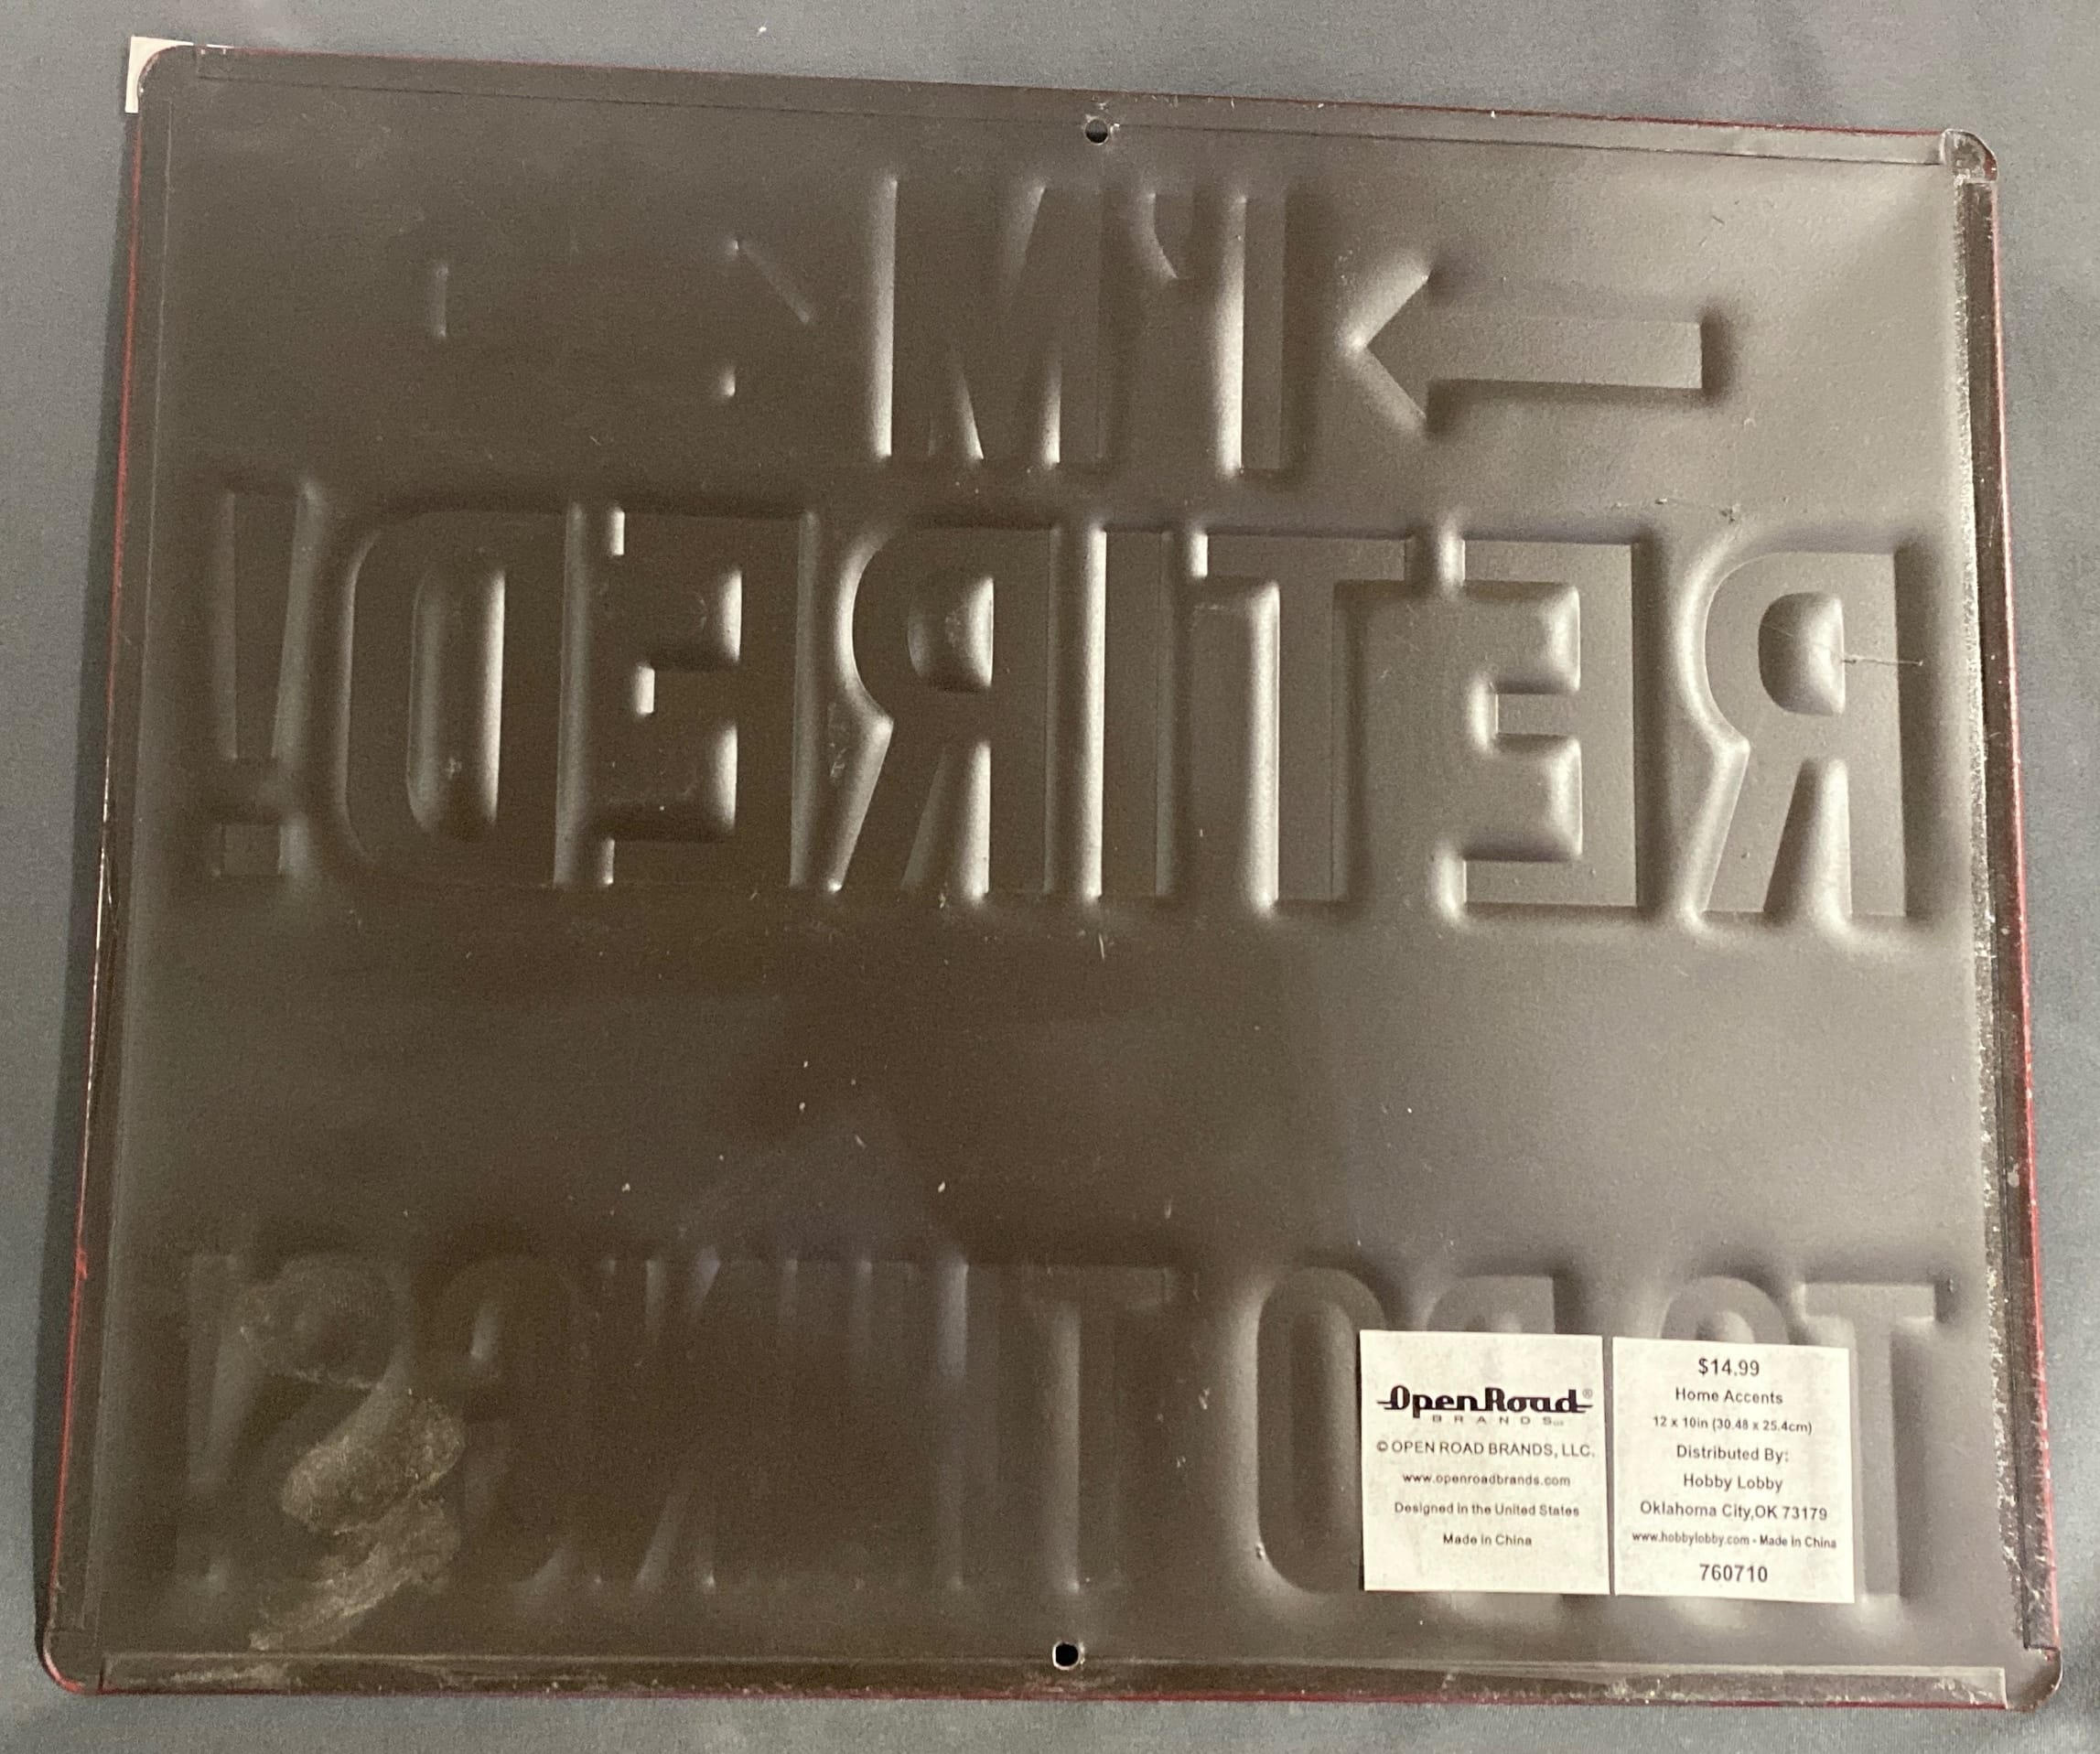 I'M
RETIRED!
OpenRoad®
BRANDS
© OPEN ROAD BRANDS, LLC.
www.openroadbrands.com
Designed in the United States
Made in China
$14.99
Home Accents
12 x 10in (30.48 x 25.4cm)
Distributed By:
Hobby Lobby
Oklahoma City,OK 73179
www.hobbylobby.com - Made in China
760710